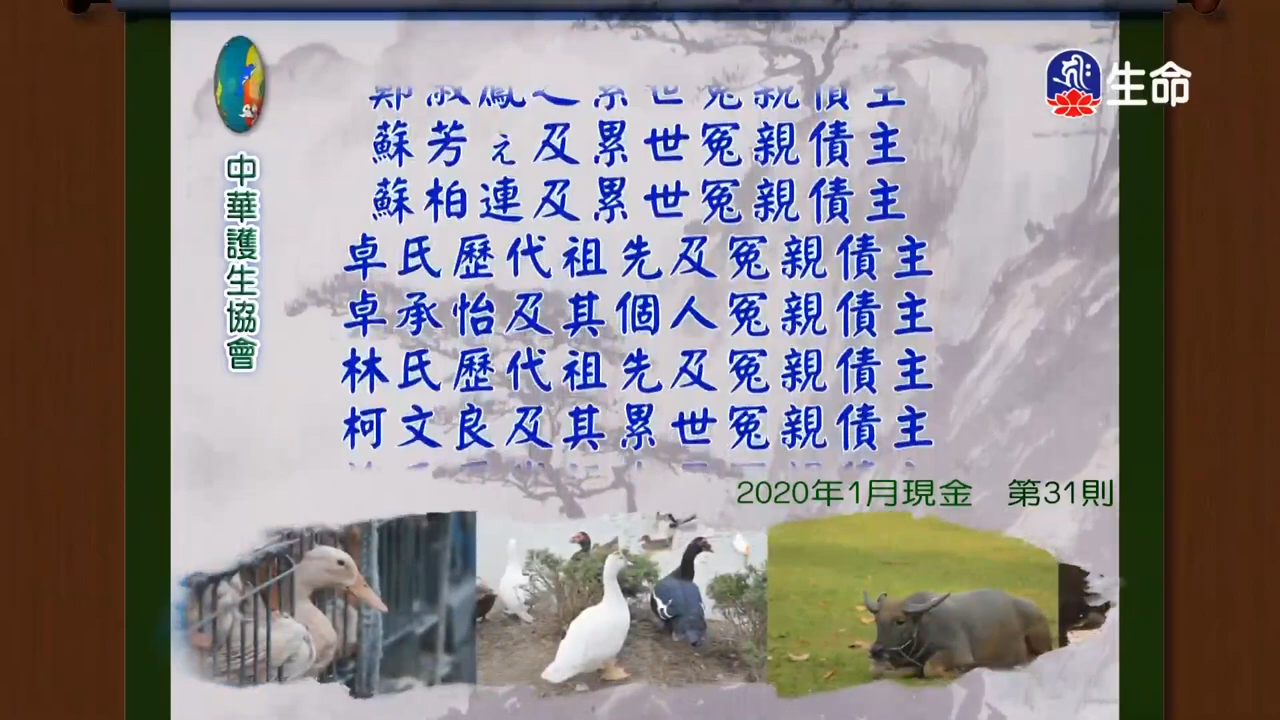 生命
中華護生協會
蘇芳之及累世冤親債主
蘇柏連及累世冤親債主
卓氏歷代祖先及冤親債主
卓承怡及其個人冤親債主
林氏歷代祖先及冤親債主
柯文良及其累世冤親債主
2020年1月現金 第31則